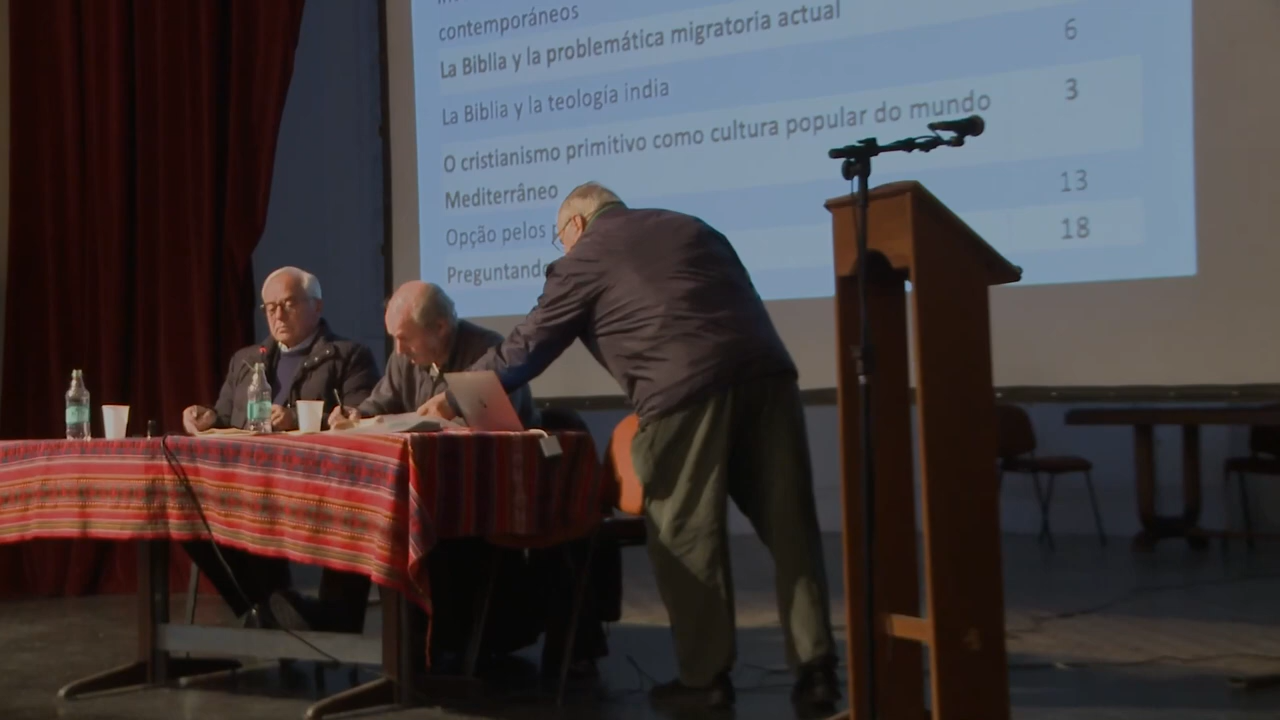 contemporáneos
La Biblia y la problemática migratoria actual 6
La Biblia y la teología india 3
O cristianismo primitivo como cultura popular do mundo
Mediterrâneo 13
Opção pelos 18
Preguntando